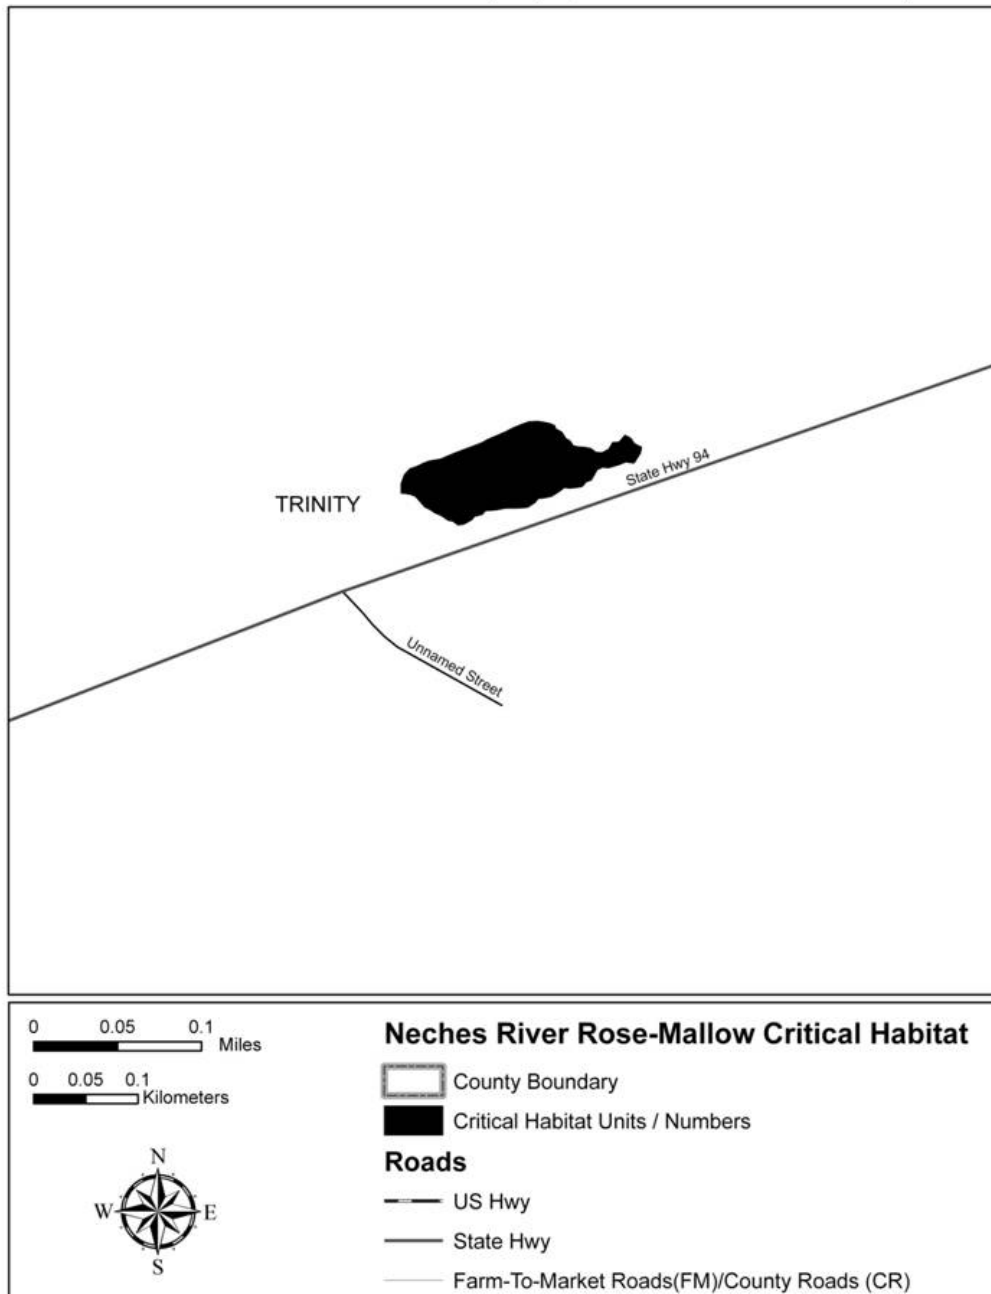 State Hwy 94
TRINITY
Unnamed Street
0 0.05 0.1
Miles
0 0.05 0.1
Kilometers
N
W E
S
Neches River Rose-Mallow Critical Habitat
County Boundary
Critical Habitat Units / Numbers
Roads
US Hwy
State Hwy
Farm-To-Market Roads(FM)/County Roads (CR)